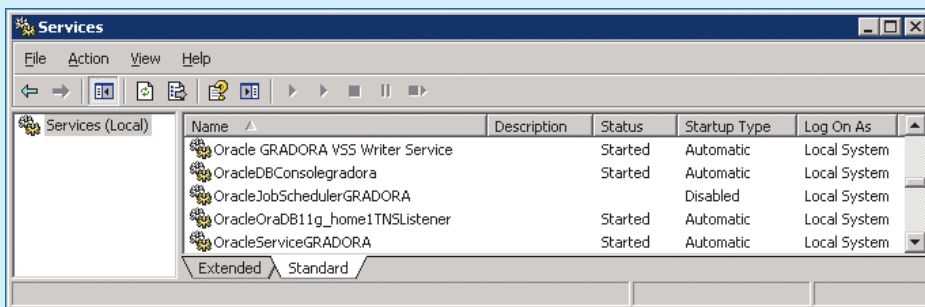 Services
File Action View Help
Services (Local)
Name Description Status Startup Type Log On As
Oracle GRADORA VSS Writer Service Started Automatic Local System
OracleDBConsolegradora Started Automatic Local System
OracleJobSchedulerGRADORA Disabled Local System
OracleOraDB11g_home1TNSListener Started Automatic Local System
OracleServiceGRADORA Started Automatic Local System
Extended Standard